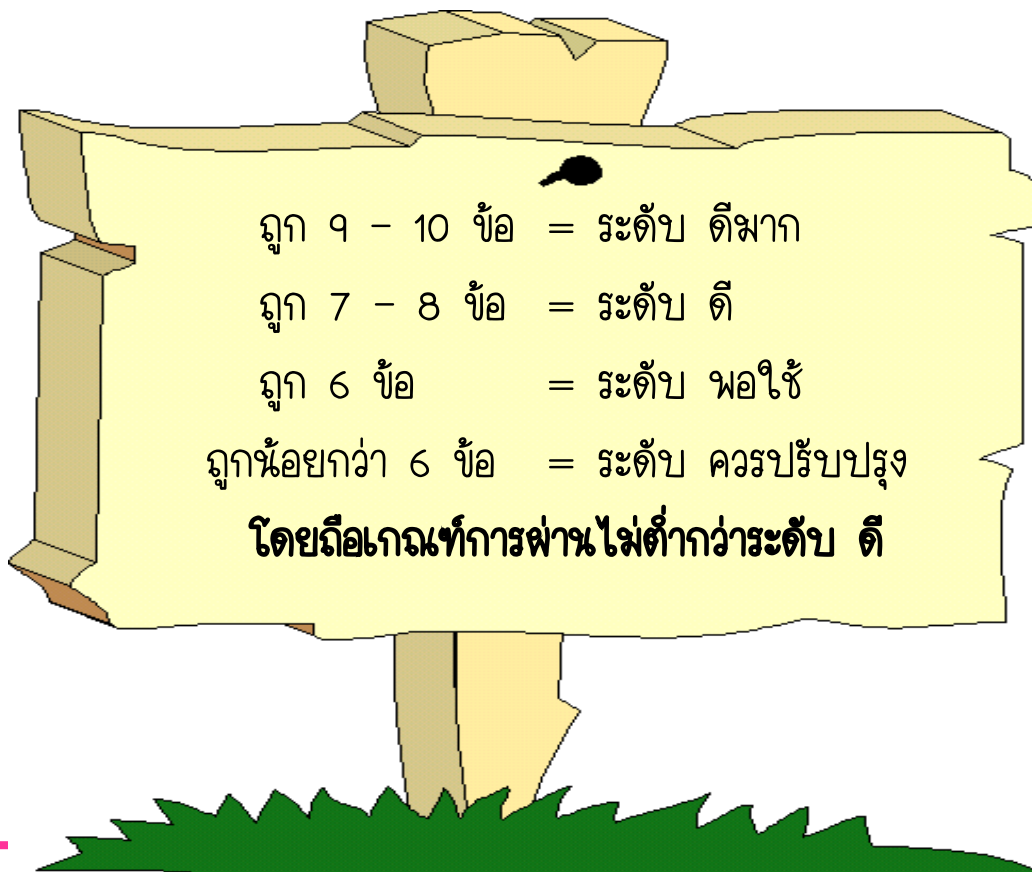 ถูก 9 - 10 ข้อ = ระดับ ดีมาก
ถูก 7 - 8 ข้อ = ระดับ ดี
ถูก 6 ข้อ = ระดับ พอใช้
ถูกน้อยกว่า 6 ข้อ = ระดับ ควรปรับปรุง
โดยถือเกณฑ์การผ่านไม่ต่ำกว่าระดับ ดี